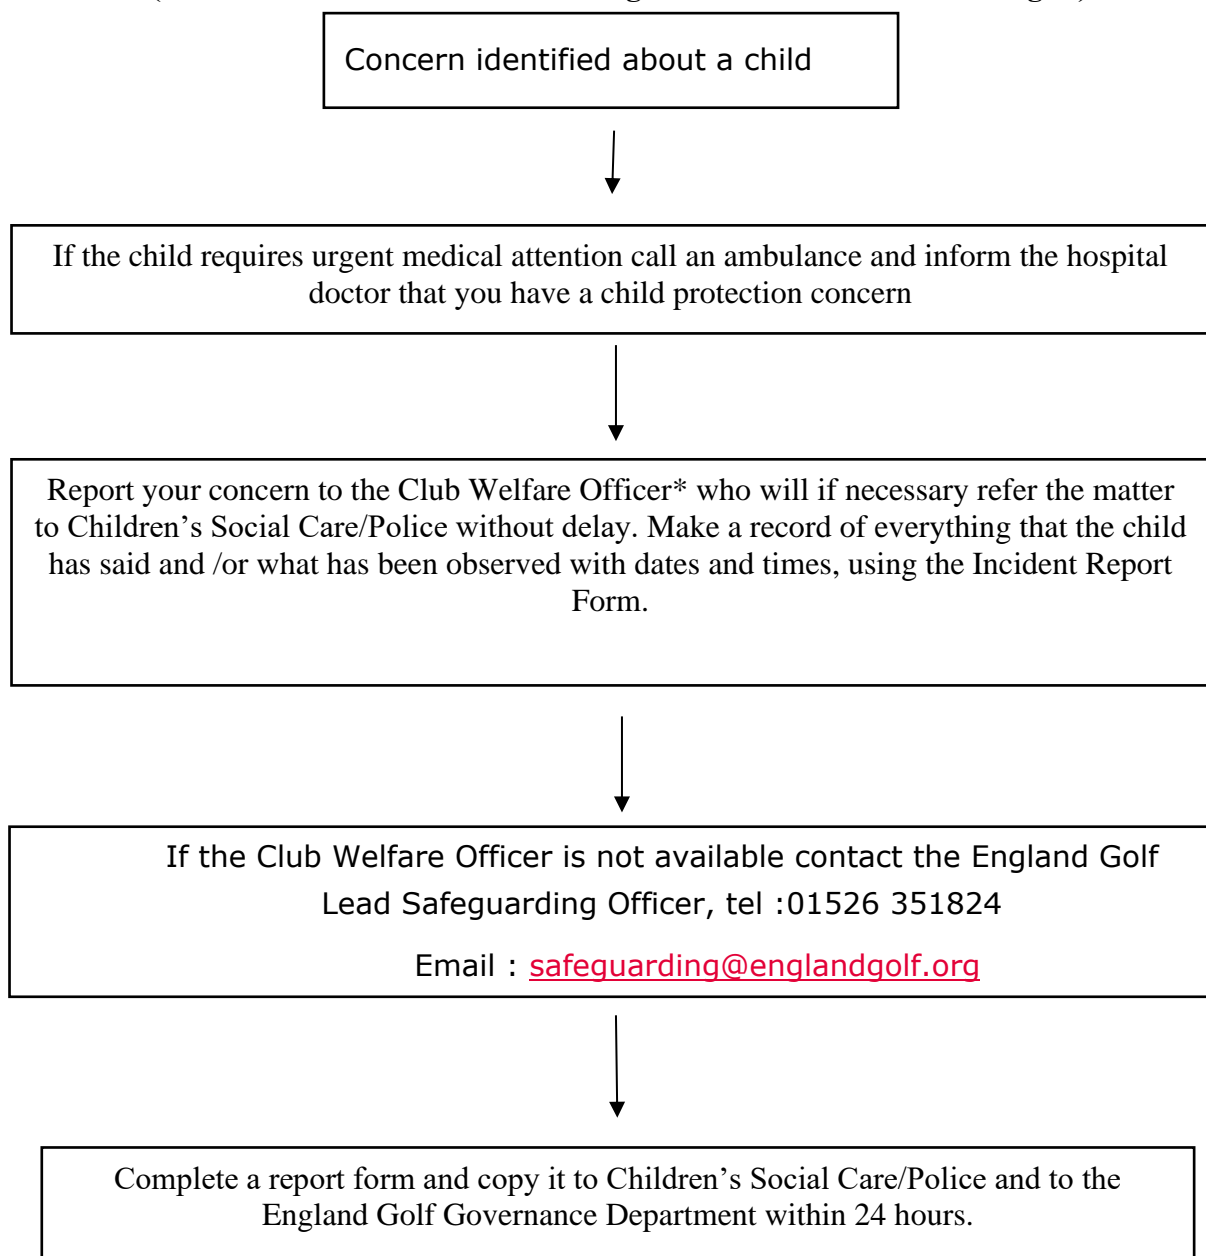 Concern identified about a child
If the child requires urgent medical attention call an ambulance and inform the hospital
doctor that you have a child protection concern
Report your concern to the Club Welfare Officer* who will if necessary refer the matter
to Children’s Social Care/Police without delay. Make a record of everything that the child
has said and /or what has been observed with dates and times, using the Incident Report
Form.
If the Club Welfare Officer is not available contact the England Golf
Lead Safeguarding Officer, tel :01526 351824
Email : safeguarding@englandgolf.org
Complete a report form and copy it to Children’s Social Care/Police and to the
England Golf Governance Department within 24 hours.